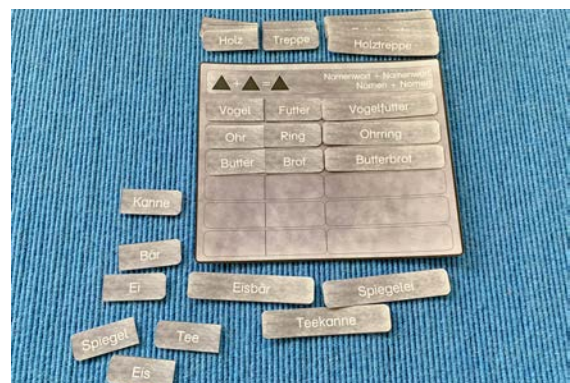 Holz Treppe Holztreppe
+ =
Namenwort + Namenwort
Nomen + Nomen
Vogel Futter Vogelfutter
Ohr Ring Ohrring
Butter Brot Butterbrot
Kanne
Bär
Ei Eisbär Spiegelei
Teekanne
Spiegel Tee
Eis